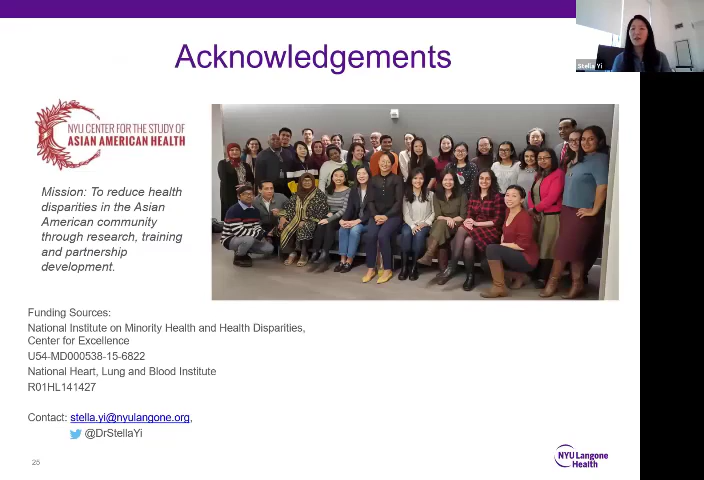 Acknowledgements
Stella Yi
NYU CENTER FOR THE STUDY OF
ASIAN AMERICAN HEALTH
Mission: To reduce health
disparities in the Asian
American community
through research, training
and partnership
development.
Funding Sources:
National Institute on Minority Health and Health Disparities,
Center for Excellence
U54-MD000538-15-6822
National Heart, Lung and Blood Institute
R01HL141427
Contact: stella.yi@nyulangone.org,
@DrStellaYi
25
NYU Langone
Health